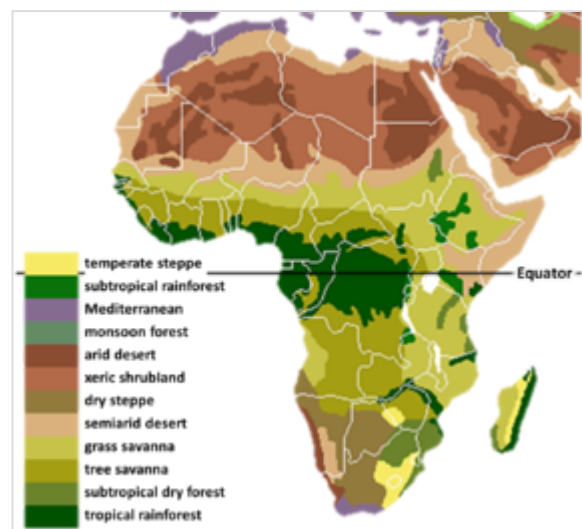 temperate steppe
Equator
subtropical rainforest
Mediterranean
monsoon forest
arid desert
xeric shrubland
dry steppe
semiarid desert
grass savanna
tree savanna
subtropical dry forest
tropical rainforest